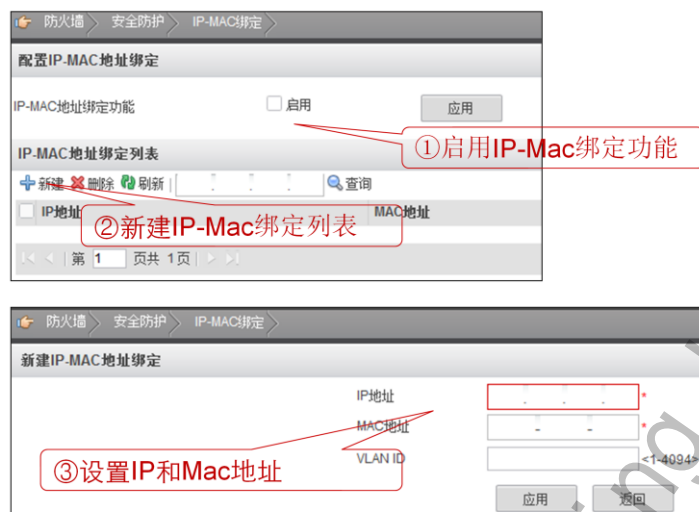 防火墙 安全防护 IP-MAC绑定
配置IP-MAC地址绑定
IP-MAC地址绑定功能 启用 应用
①启用IP-Mac绑定功能
IP-MAC地址绑定列表
新建 删除 刷新 | 查询
IP地址 MAC地址
②新建IP-Mac绑定列表
第 1 页共 1页
防火墙 安全防护 IP-MAC绑定
新建IP-MAC地址绑定
IP地址 *
MAC地址 - - *
VLAN ID <1-4094>
③设置IP和Mac地址
应用 返回